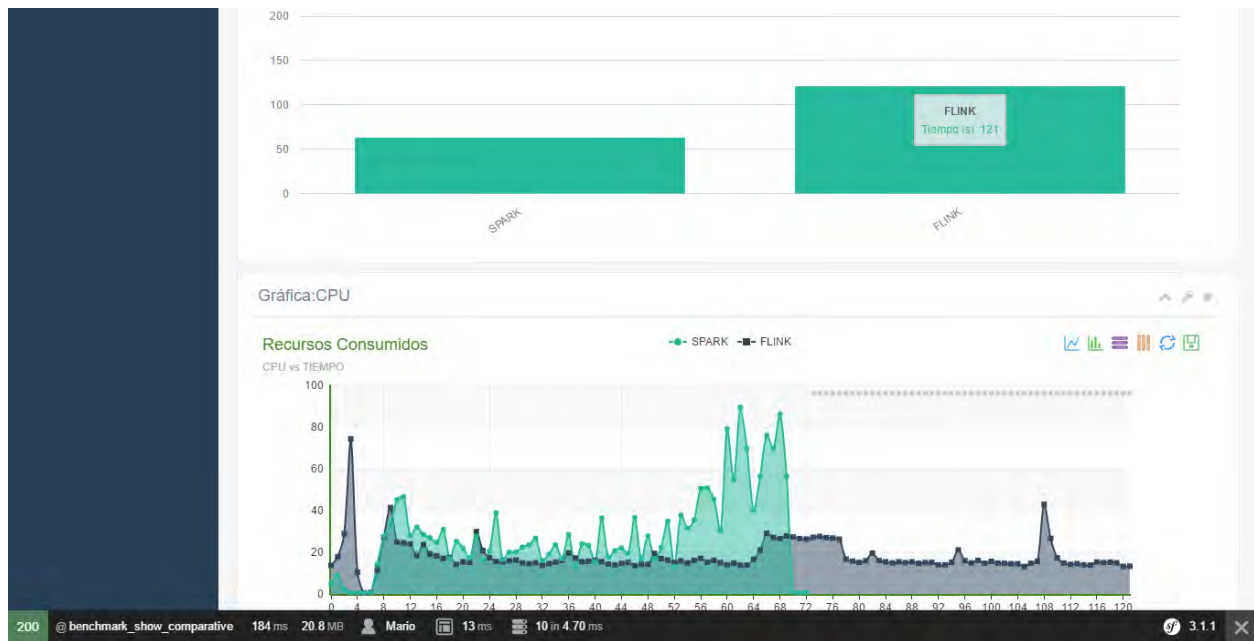 200
150
100
50
0
FLINK
Tiempo (s): 121
SPARK
FLINK
Gráfica:CPU
Recursos Consumidos
SPARK FLINK
CPU vs TIEMPO
100
80
60
40
20
0
0 4 8 12 16 20 24 28 32 36 40 44 48 52 56 60 64 68 72 76 80 84 88 92 96 100 104 108 112 116 120
200 @ benchmark_show_comparative 184 ms 20.8 MB Mario 13 ms 10 in 4.70 ms sf 3.1.1